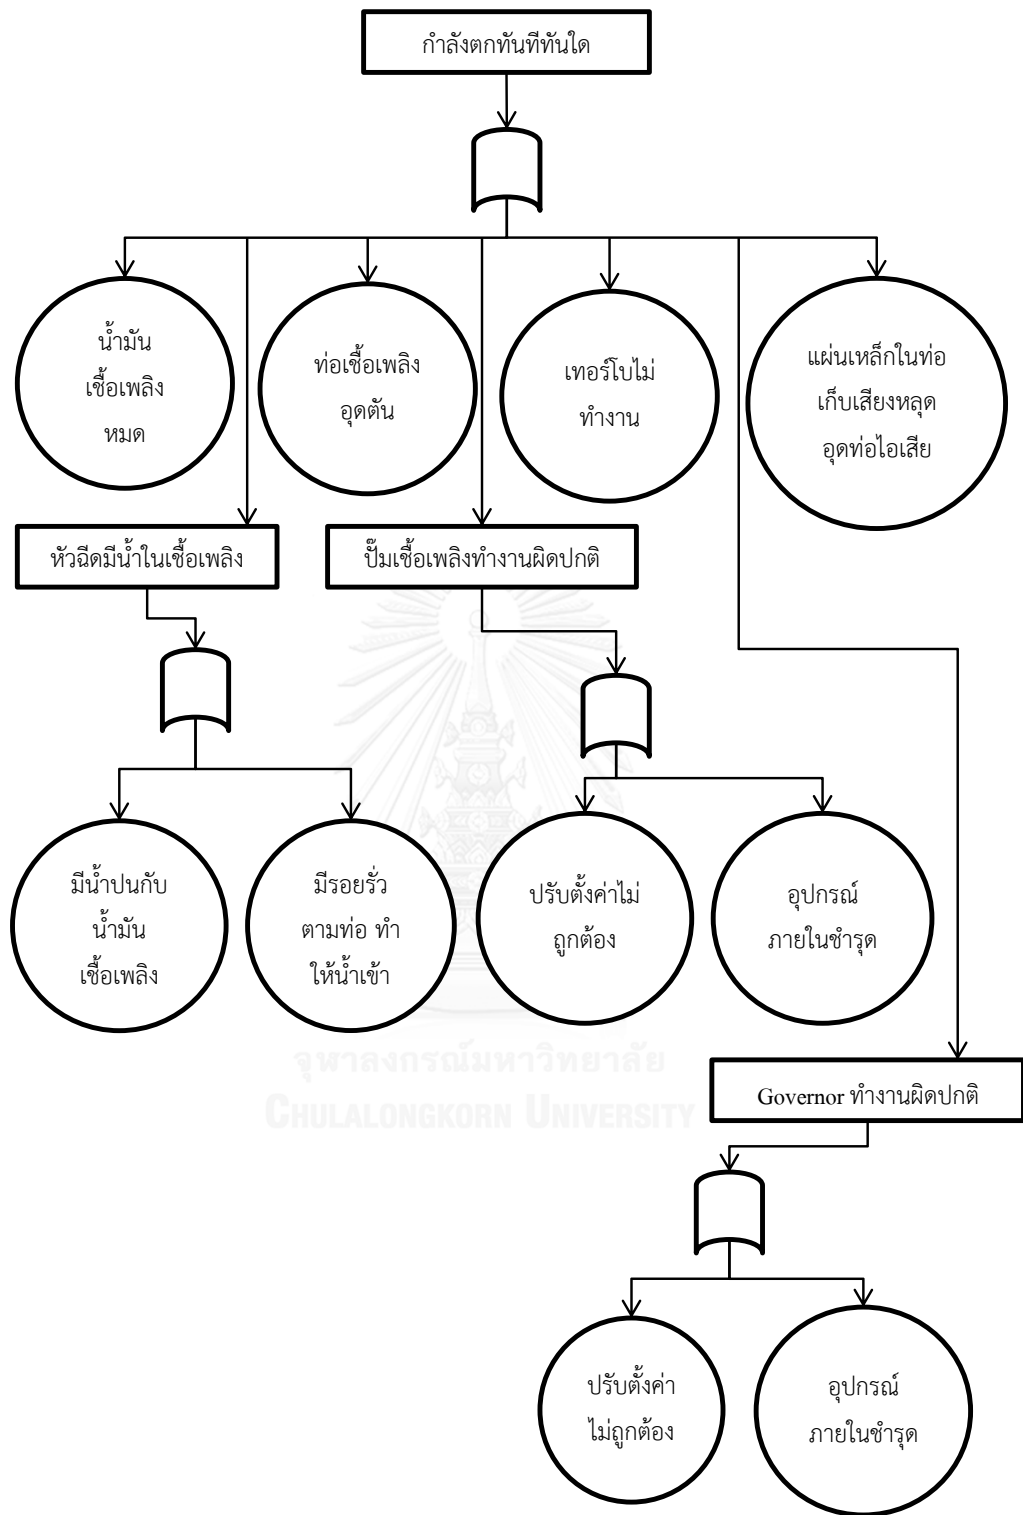 กำลังตกทันทีทันใด
น้ำมัน
เชื้อเพลิง
หมด
ท่อเชื้อเพลิง
อุดตัน
เทอร์โบไม่
ทำงาน
แผ่นเหล็กในท่อ
เก็บเสียงหลุด
อุดท่อไอเสีย
หัวฉีดมีน้ำในเชื้อเพลิง
ปั๊มเชื้อเพลิงทำงานผิดปกติ
มีน้ำปนกับ
น้ำมัน
เชื้อเพลิง
มีรอยรั่ว
ตามท่อ ทำ
ให้น้ำเข้า
ปรับตั้งค่าไม่
ถูกต้อง
อุปกรณ์
ภายในชำรุด
จุฬาลงกรณ์มหาวิทยาลัย
CHULALONGKORN UNIVERSITY
Governor ทำงานผิดปกติ
ปรับตั้งค่า
ไม่ถูกต้อง
อุปกรณ์
ภายในชำรุด